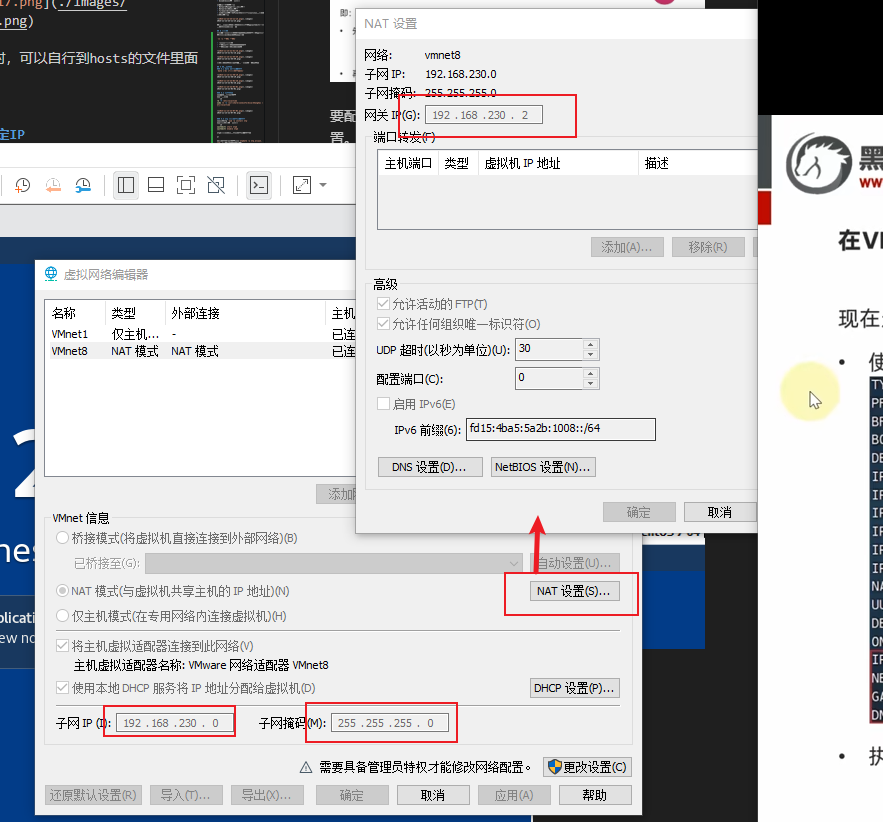 17.png](./images/
.png)
时，可以自行到hosts的文件里面
定IP
即：
要配
置。
NAT 设置
网络: vmnet8
子网 IP: 192.168.230.0
子网掩码: 255.255.255.0
网关 IP(G): 192 . 168 . 230 . 2
端口转发(F)
主机端口 类型 虚拟机 IP 地址 描述
添加(A)... 移除(R)
高级
允许活动的 FTP(T)
允许任何组织唯一标识符(O)
UDP 超时(以秒为单位)(U): 30
配置端口(C): 0
启用 IPv6(E)
IPv6 前缀(6): fd15:4ba5:5a2b:1008::/64
DNS 设置(D)... NetBIOS 设置(N)...
确定 取消
虚拟网络编辑器
名称 类型 外部连接 主机
VMnet1 仅主机... - 已连
VMnet8 NAT 模式 NAT 模式 已连
添加
VMnet 信息
桥接模式(将虚拟机直接连接到外部网络)(B)
已桥接至(G): 自动设置(U)...
NAT 模式(与虚拟机共享主机的 IP 地址)(N) NAT 设置(S)...
仅主机模式(在专用网络内连接虚拟机)(H)
将主机虚拟适配器连接到此网络(V)
主机虚拟适配器名称: VMware 网络适配器 VMnet8
使用本地 DHCP 服务将 IP 地址分配给虚拟机(D) DHCP 设置(P)...
子网 IP (I): 192 . 168 . 230 . 0 子网掩码(M): 255 . 255 . 255 . 0
需要具备管理员特权才能修改网络配置。 更改设置(C)
还原默认设置(R) 导入(T)... 导出(X)... 确定 取消 应用(A) 帮助
2
nes
plicati
ew no
黑
www
在VM
现在
使
TY
PR
BR
BO
DE
IP
IP
IP
IP
IP
IP
NA
UU
DE
ON
IP
NE
GA
DN
执